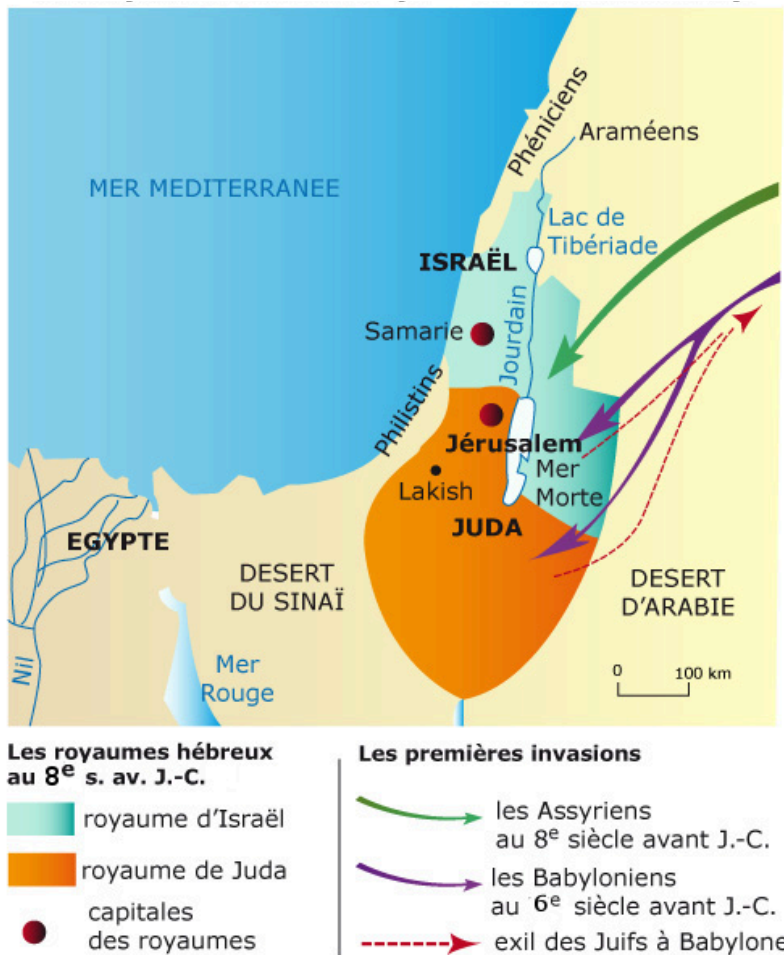 Phéniciens
Araméens
MER MEDITERRANEE
Lac de
Tibériade
ISRAËL
Jourdain
Samarie
Philistins
Jérusalem
Mer
Morte
Lakish
JUDA
EGYPTE
DESERT
DU SINAÏ
DESERT
D'ARABIE
Nil
Mer
Rouge
0 100 km
Les royaumes hébreux
au 8e s. av. J.-C.
royaume d'Israël
royaume de Juda
capitales
des royaumes
Les premières invasions
les Assyriens
au 8e siècle avant J.-C.
les Babyloniens
au 6e siècle avant J.-C.
exil des Juifs à Babylone